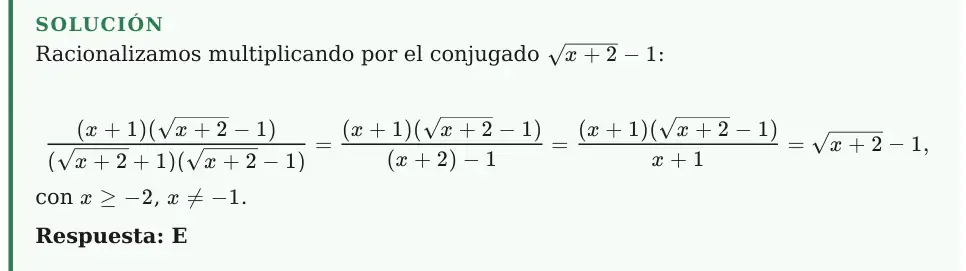 SOLUCIÓN
Racionalizamos multiplicando por el conjugado √(x + 2) − 1:
(x + 1)(√(x + 2) − 1) / ((√(x + 2) + 1)(√(x + 2) − 1)) = (x + 1)(√(x + 2) − 1) / ((x + 2) − 1) = (x + 1)(√(x + 2) − 1) / (x + 1) = √(x + 2) − 1,
con x ≥ −2, x ≠ −1.
Respuesta: E